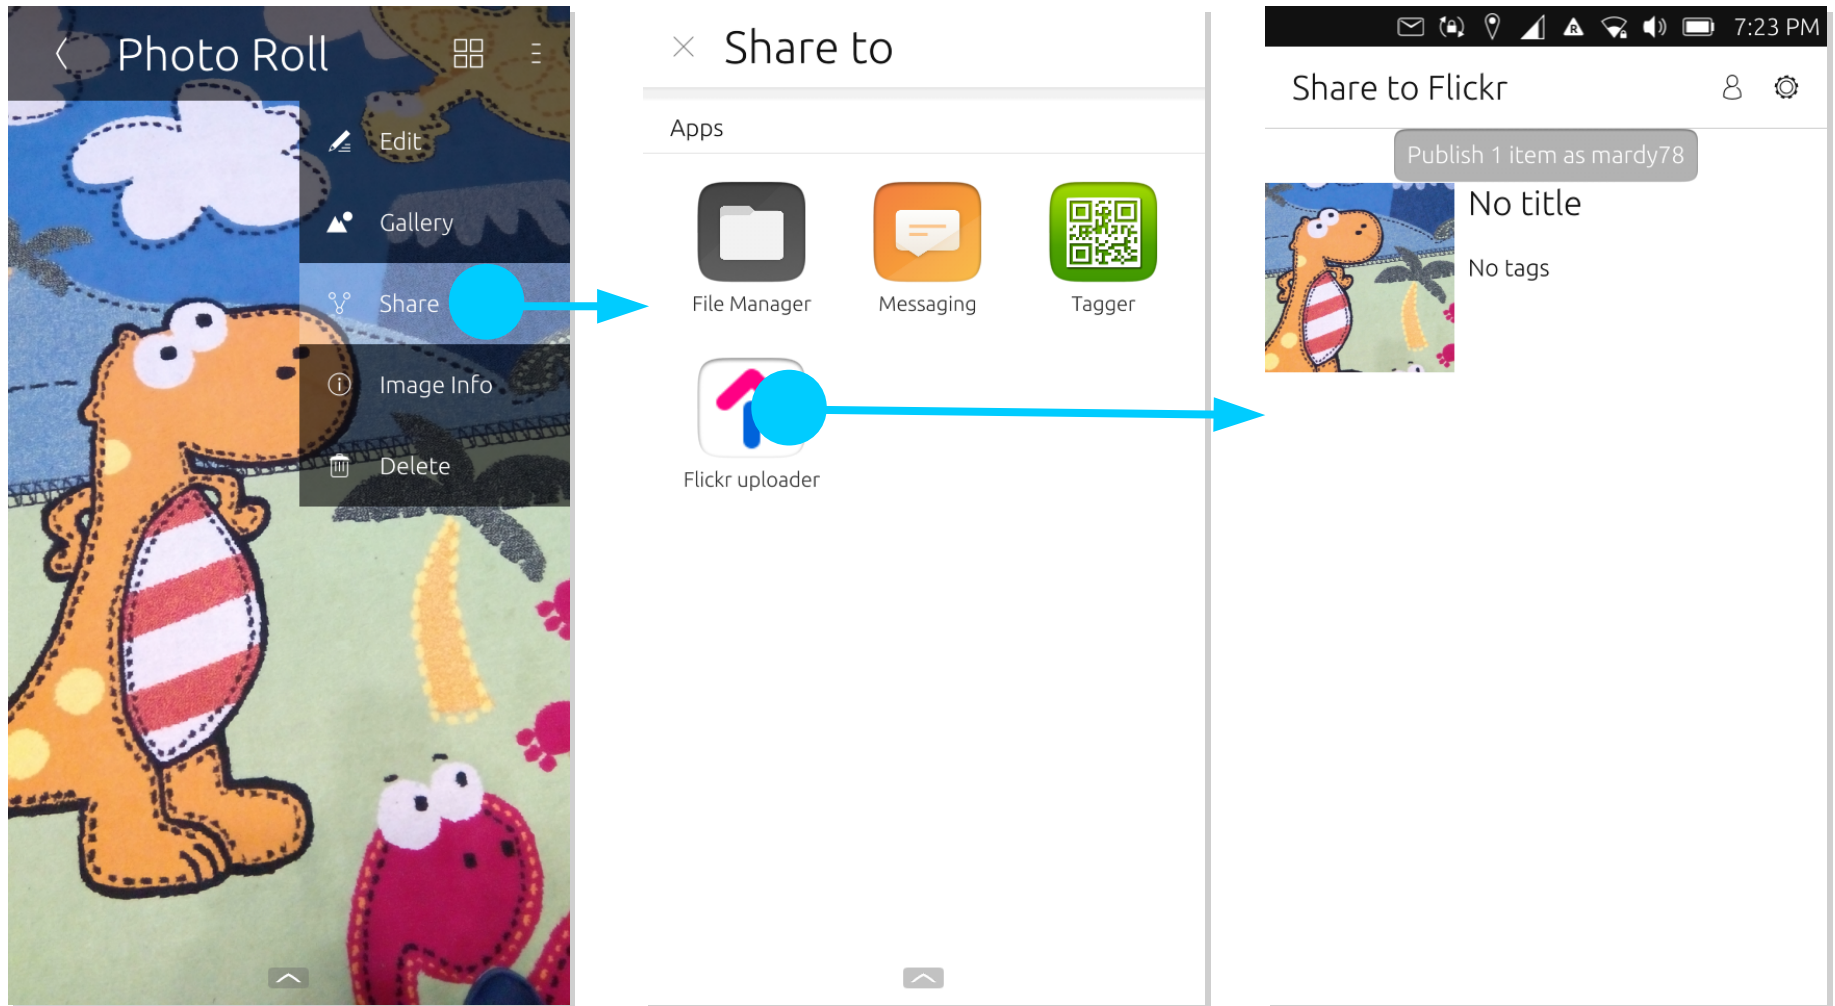 Photo Roll
Edit
Gallery
Share
Image Info
Delete
Share to
Apps
File Manager
Messaging
Tagger
Flickr uploader
7:23 PM
Share to Flickr
Publish 1 item as mardy78
No title
No tags